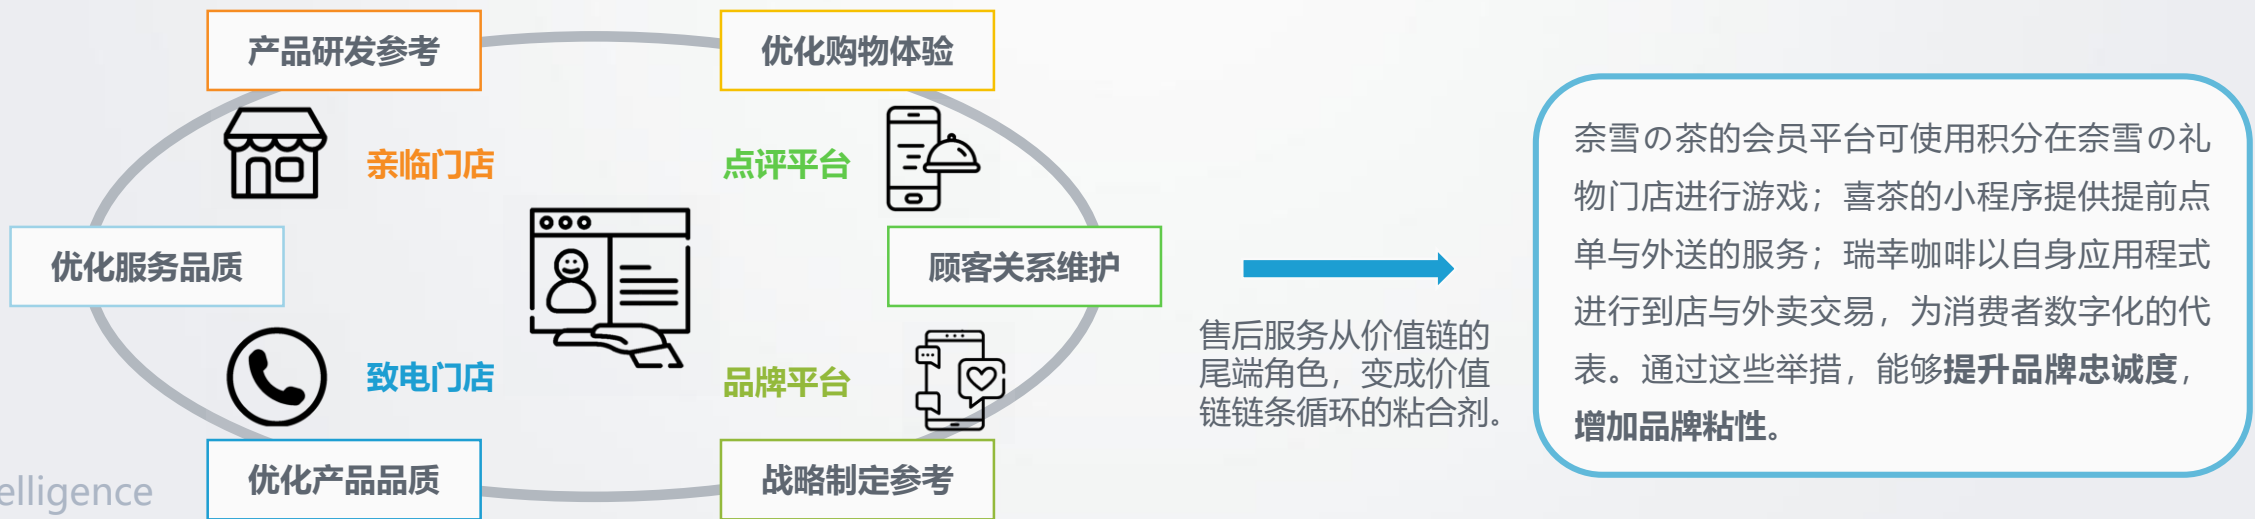 产品研发参考
优化购物体验
亲临门店
点评平台
优化服务品质
顾客关系维护
致电门店
品牌平台
优化产品品质
战略制定参考
elligence
售后服务从价值链的
尾端角色，变成价值
链链条循环的粘合剂。
奈雪の茶的会员平台可使用积分在奈雪の礼
物门店进行游戏；喜茶的小程序提供提前点
单与外送的服务；瑞幸咖啡以自身应用程式
进行到店与外卖交易，为消费者数字化的代
表。通过这些举措，能够提升品牌忠诚度，
增加品牌粘性。